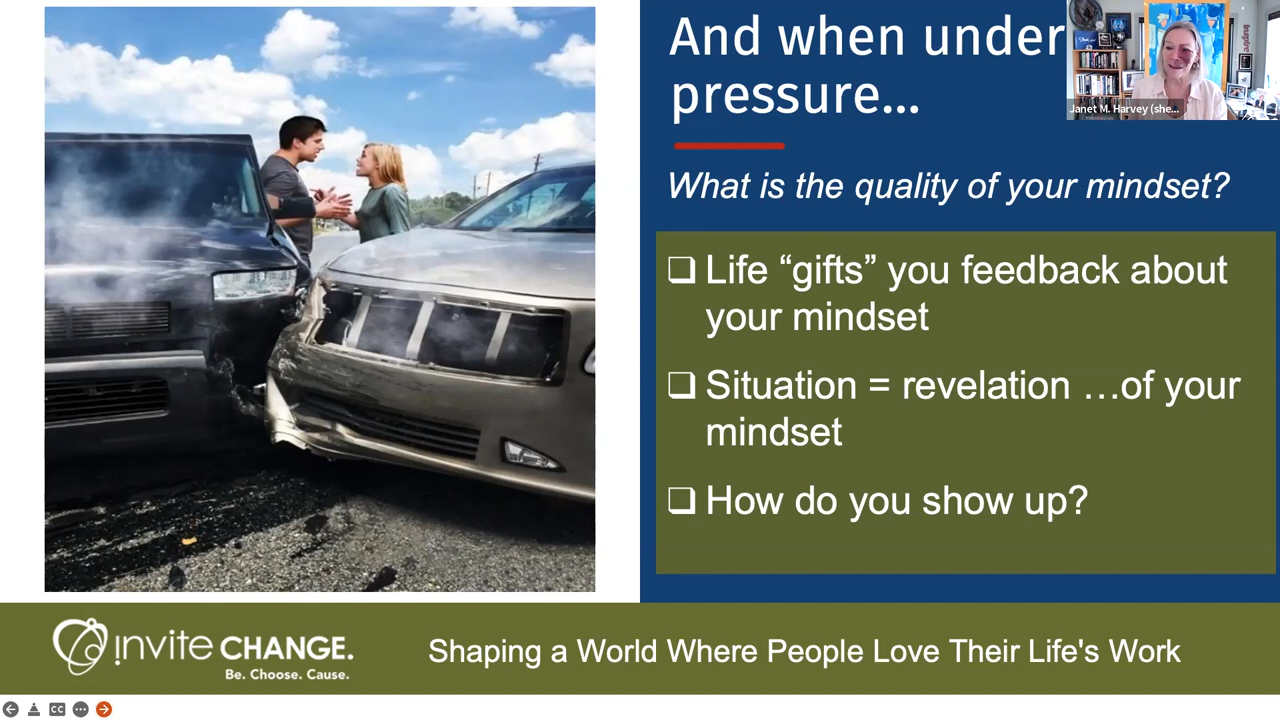 And when under
pressure...
Janet M. Harvey (she...
What is the quality of your mindset?
❑ Life “gifts” you feedback about
your mindset
❑ Situation = revelation …of your
mindset
❑ How do you show up?
invite CHANGE.
Be. Choose. Cause.
Shaping a World Where People Love Their Life's Work
CC